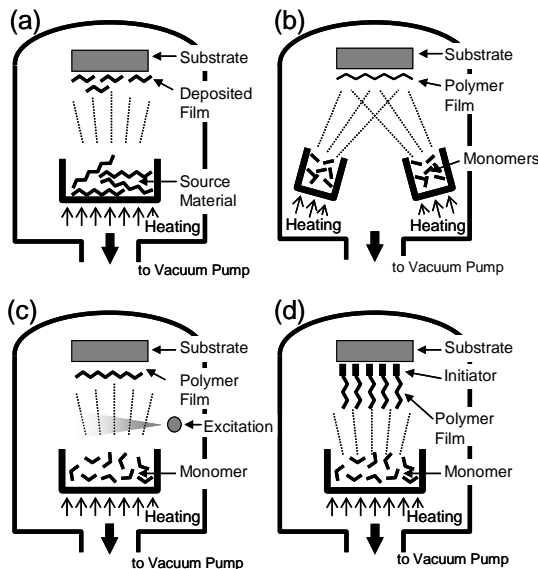 (a)
Substrate
Deposited
Film
Source
Material
Heating
to Vacuum Pump
(b)
Substrate
Polymer
Film
Monomers
Heating
Heating
to Vacuum Pump
(c)
Substrate
Polymer
Film
Excitation
Monomer
Heating
to Vacuum Pump
(d)
Substrate
Initiator
Polymer
Film
Monomer
Heating
to Vacuum Pump